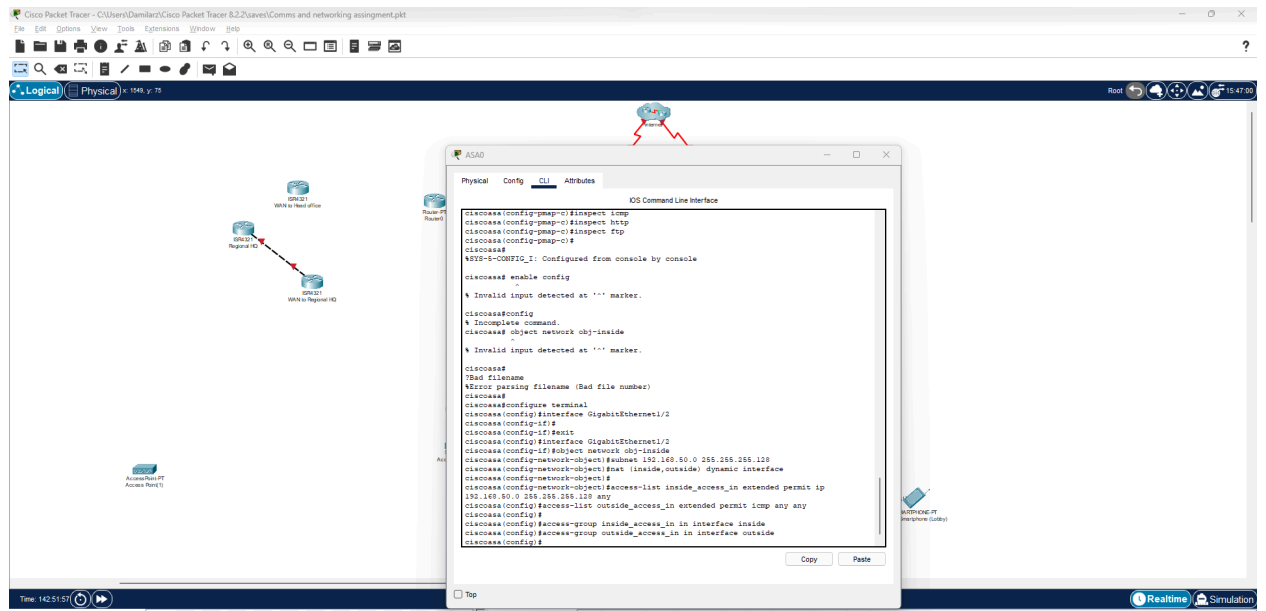 Cisco Packet Tracer - C:\Users\Damilarz\Cisco Packet Tracer 8.2.2\saves\Comms and networking assingment.pkt
File Edit Options View Tools Extensions Window Help
?
Logical Physical x: 1549, y: 75 Root 15:47:00
Internet
ISR4321
WAN to Head office
Router-PT
Router0
ISR4321
Regional HQ
ISR4321
WAN to Regional HQ
AccessPoint-PT
Access Point(1)
Acc
SMARTPHONE-PT
Smartphone (Lobby)
ASA0
Physical Config CLI Attributes
IOS Command Line Interface
ciscoasa(config-pmap-c)#inspect icmp
ciscoasa(config-pmap-c)#inspect http
ciscoasa(config-pmap-c)#inspect ftp
ciscoasa(config-pmap-c)#
ciscoasa#
%SYS-5-CONFIG_I: Configured from console by console
ciscoasa# enable config
^
% Invalid input detected at '^' marker.
ciscoasa#config
% Incomplete command.
ciscoasa# object network obj-inside
^
% Invalid input detected at '^' marker.
ciscoasa#
?Bad filename
%Error parsing filename (Bad file number)
ciscoasa#
ciscoasa#configure terminal
ciscoasa(config)#interface GigabitEthernet1/2
ciscoasa(config-if)#
ciscoasa(config-if)#exit
ciscoasa(config)#interface GigabitEthernet1/2
ciscoasa(config-if)#object network obj-inside
ciscoasa(config-network-object)#subnet 192.168.50.0 255.255.255.128
ciscoasa(config-network-object)#nat (inside,outside) dynamic interface
ciscoasa(config-network-object)#
ciscoasa(config-network-object)#access-list inside_access_in extended permit ip
192.168.50.0 255.255.255.128 any
ciscoasa(config)#access-list outside_access_in extended permit icmp any any
ciscoasa(config)#
ciscoasa(config)#access-group inside_access_in in interface inside
ciscoasa(config)#access-group outside_access_in in interface outside
ciscoasa(config)#
Copy Paste
Top
Time: 142:51:57 Realtime Simulation